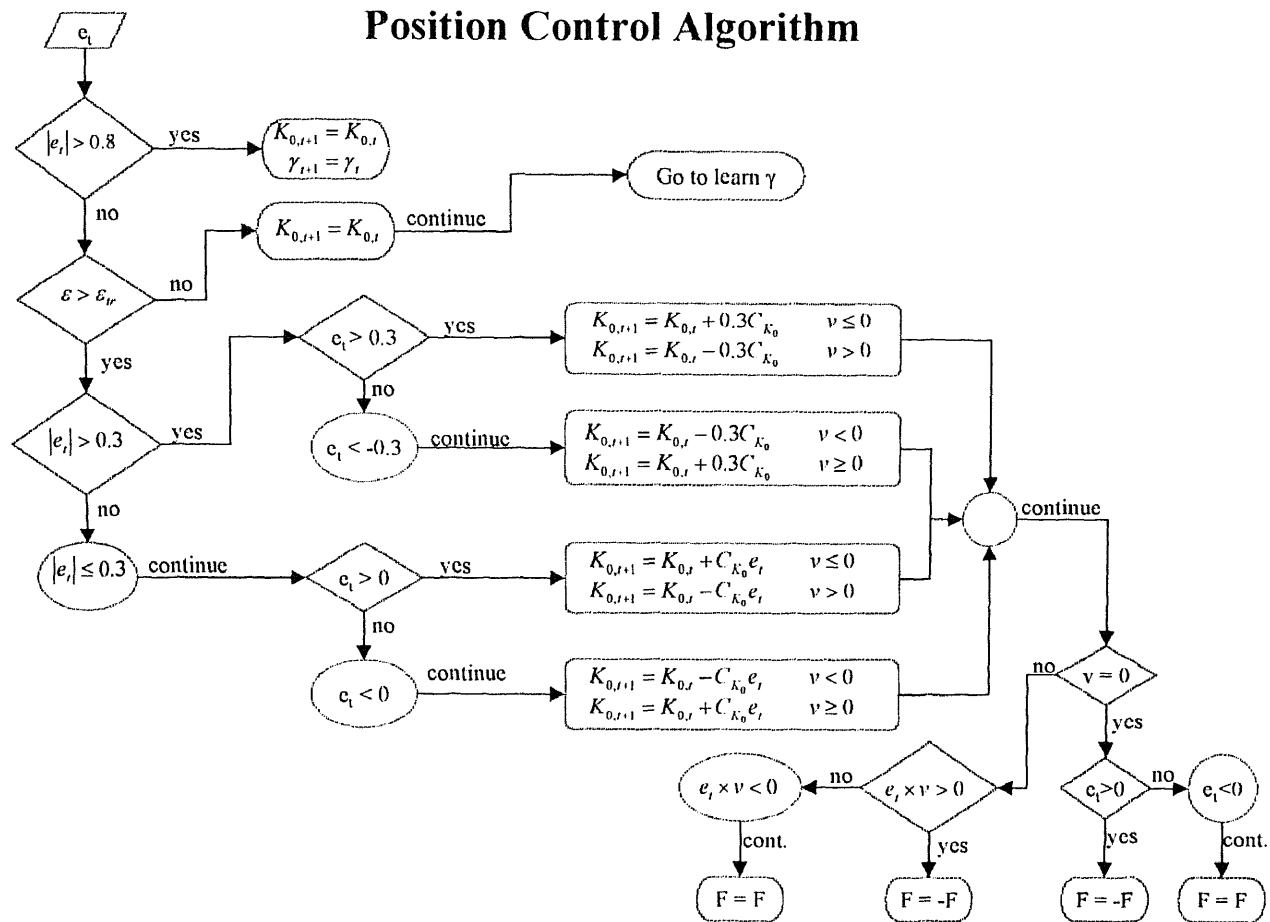 Position Control Algorithm
e_t
|e_t| > 0.8
yes
K_{0,t+1} = K_{0,t}
γ_{t+1} = γ_t
no
Go to learn γ
ε > ε_{tr}
no
K_{0,t+1} = K_{0,t}
continue
yes
|e_t| > 0.3
yes
e_t > 0.3
yes
K_{0,t+1} = K_{0,t} + 0.3C_{K_0} v ≤ 0
K_{0,t+1} = K_{0,t} − 0.3C_{K_0} v > 0
no
e_t < -0.3
continue
K_{0,t+1} = K_{0,t} − 0.3C_{K_0} v < 0
K_{0,t+1} = K_{0,t} + 0.3C_{K_0} v ≥ 0
no
continue
|e_t| ≤ 0.3
continue
e_t > 0
yes
K_{0,t+1} = K_{0,t} + C_{K_0} e_t v ≤ 0
K_{0,t+1} = K_{0,t} − C_{K_0} e_t v > 0
no
e_t < 0
continue
K_{0,t+1} = K_{0,t} − C_{K_0} e_t v < 0
K_{0,t+1} = K_{0,t} + C_{K_0} e_t v ≥ 0
no
v = 0
yes
e_t × v < 0
no
e_t × v > 0
e_t>0
no
e_t<0
cont.
yes
yes
cont.
F = F
F = -F
F = -F
F = F